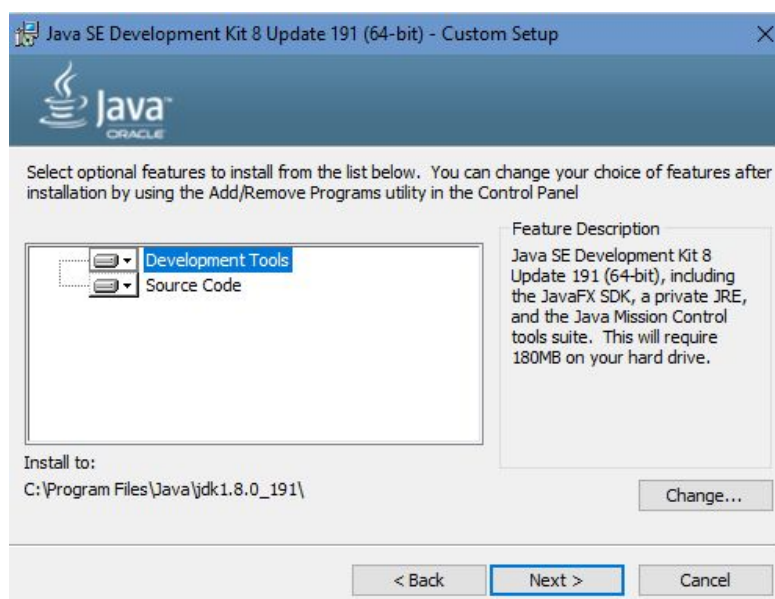 Java SE Development Kit 8 Update 191 (64-bit) - Custom Setup
Java™
ORACLE
Select optional features to install from the list below. You can change your choice of features after
installation by using the Add/Remove Programs utility in the Control Panel
Development Tools
Source Code
Feature Description
Java SE Development Kit 8
Update 191 (64-bit), including
the JavaFX SDK, a private JRE,
and the Java Mission Control
tools suite. This will require
180MB on your hard drive.
Install to:
C:\Program Files\Java\jdk1.8.0_191\
Change...
< Back
Next >
Cancel